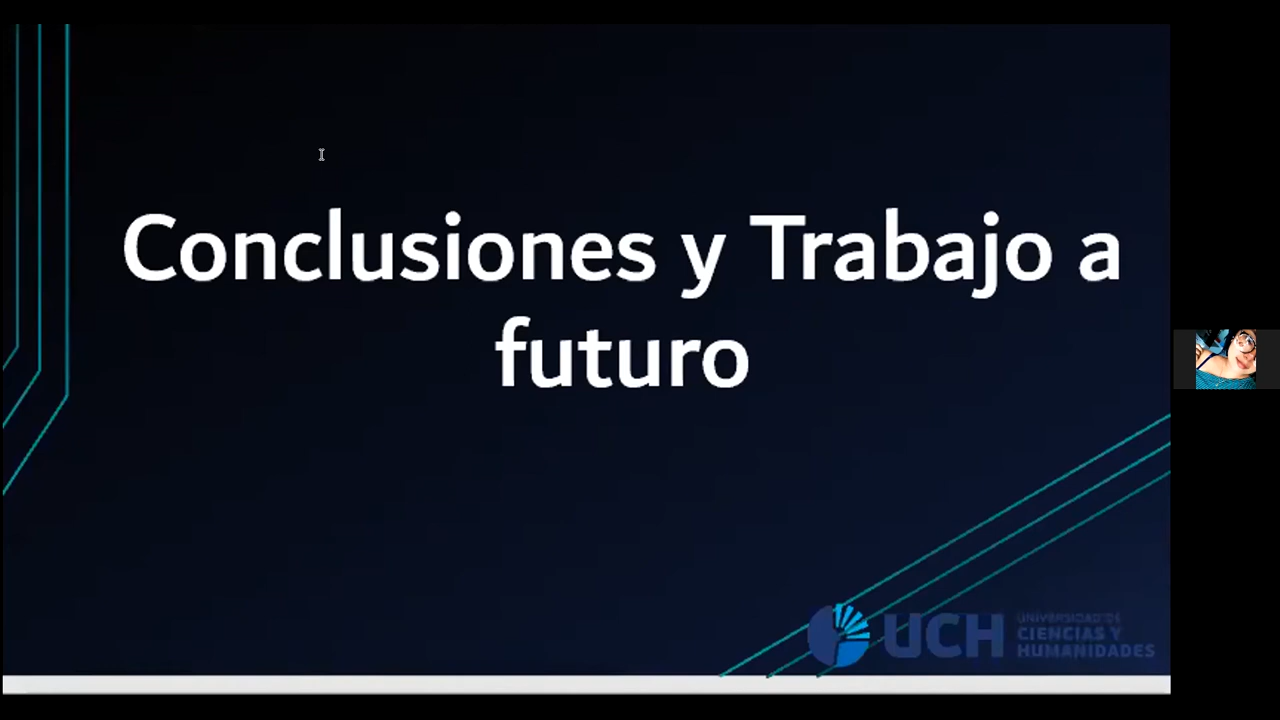 Conclusiones y Trabajo a
futuro
UCH
UNIVERSIDAD DE
CIENCIAS Y
HUMANIDADES